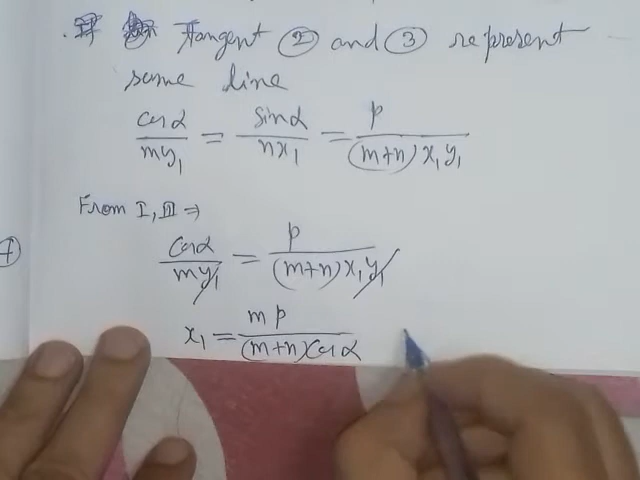 Tangent ② and ③ represent
same line
cosα/my₁ = sinα/nx₁ = p/(m+n)x₁y₁
From I, III ⇒
cosα/my₁ = p/(m+n)x₁y₁
x₁ = mp/(m+n)cosα